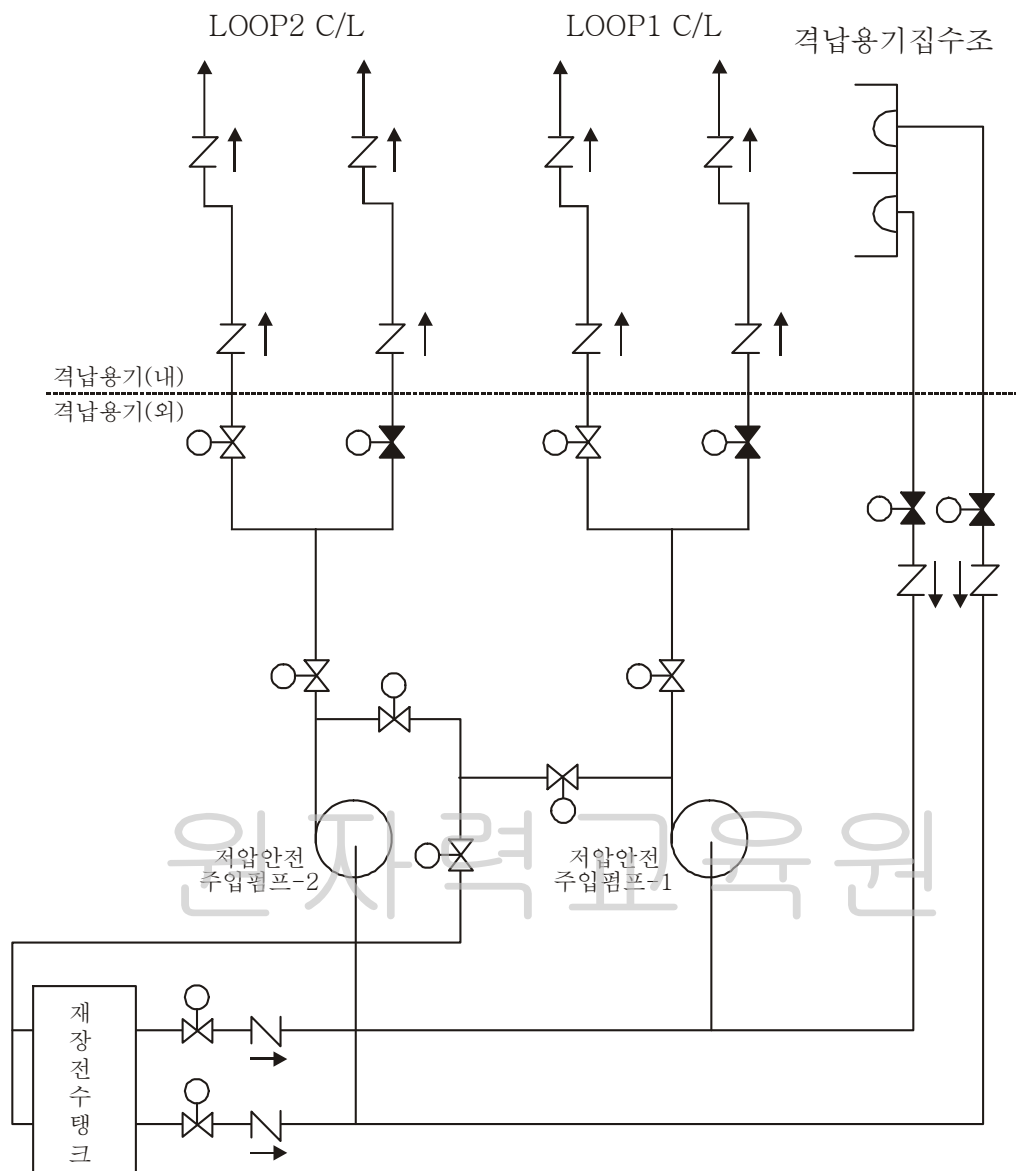 LOOP2 C/L
LOOP1 C/L
격납용기집수조
격납용기(내)
격납용기(외)
저압안전
주입펌프-2
저압안전
주입펌프-1
원자력교육원
재
장
전
수
탱
크